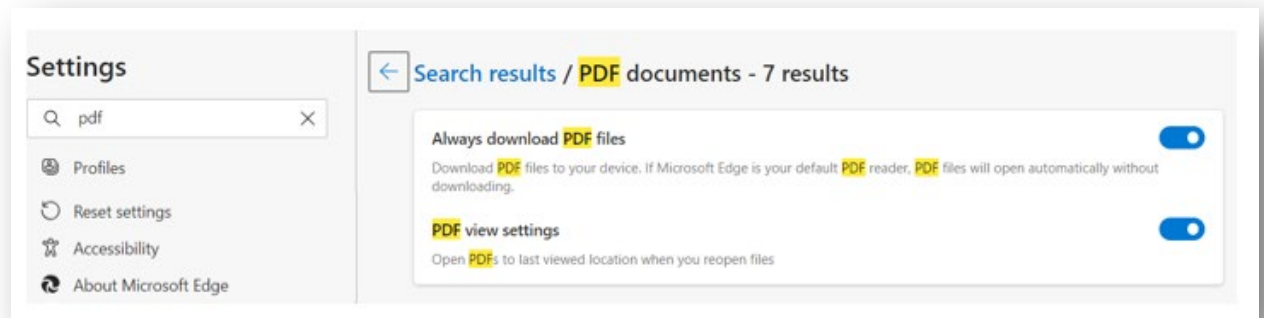 Settings
pdf
Profiles
Reset settings
Accessibility
About Microsoft Edge
Search results / PDF documents - 7 results
Always download PDF files
Download PDF files to your device. If Microsoft Edge is your default PDF reader, PDF files will open automatically without
downloading.
PDF view settings
Open PDFs to last viewed location when you reopen files